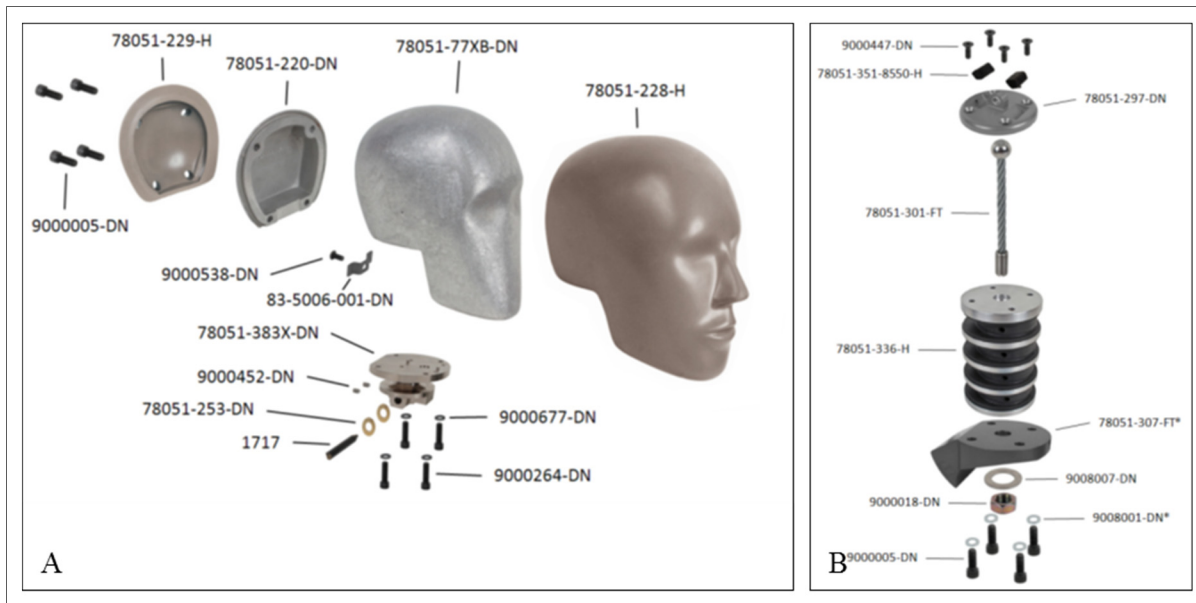 78051-229-H
78051-220-DN
78051-77XB-DN
78051-228-H
9000005-DN
9000538-DN
83-5006-001-DN
78051-383X-DN
9000452-DN
78051-253-DN
1717
9000677-DN
9000264-DN
A
9000447-DN
78051-351-8550-H
78051-297-DN
78051-301-FT
78051-336-H
78051-307-FT*
9008007-DN
9000018-DN
9008001-DN*
9000005-DN
B